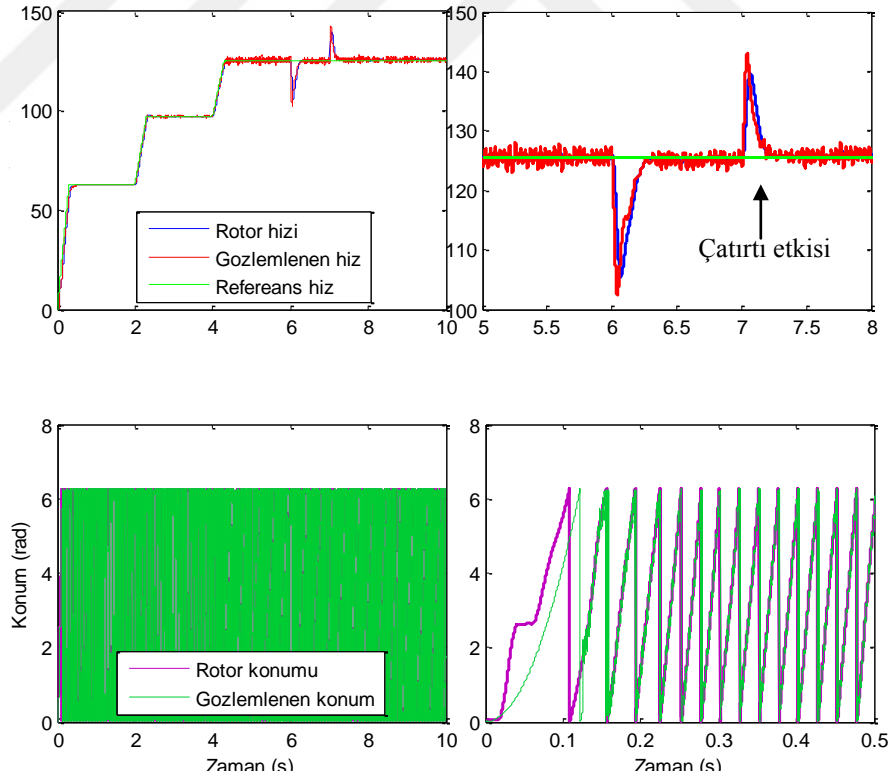 150
100
50
0
0 2 4 6 8 10
Rotor hizi
Gozlemlenen hiz
Refereans hiz
150
140
130
120
110
100
5 5.5 6 6.5 7 7.5 8
Çatırtı etkisi
8
6
4
2
0
0 2 4 6 8 10
Konum (rad)
Zaman (s)
Rotor konumu
Gozlemlenen konum
8
6
4
2
0
0 0.1 0.2 0.3 0.4 0.5
Zaman (s)